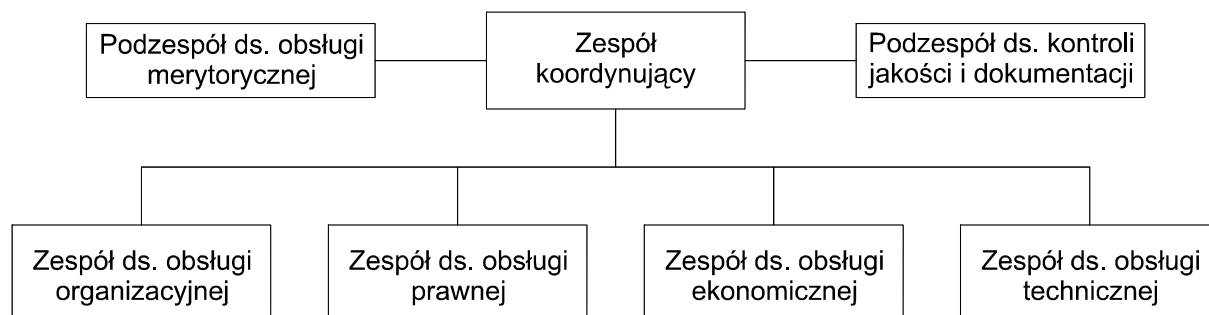 Podzespół ds. obsługi
merytorycznej
Zespół
koordynujący
Podzespół ds. kontroli
jakości i dokumentacji
Zespół ds. obsługi
organizacyjnej
Zespół ds. obsługi
prawnej
Zespół ds. obsługi
ekonomicznej
Zespół ds. obsługi
technicznej